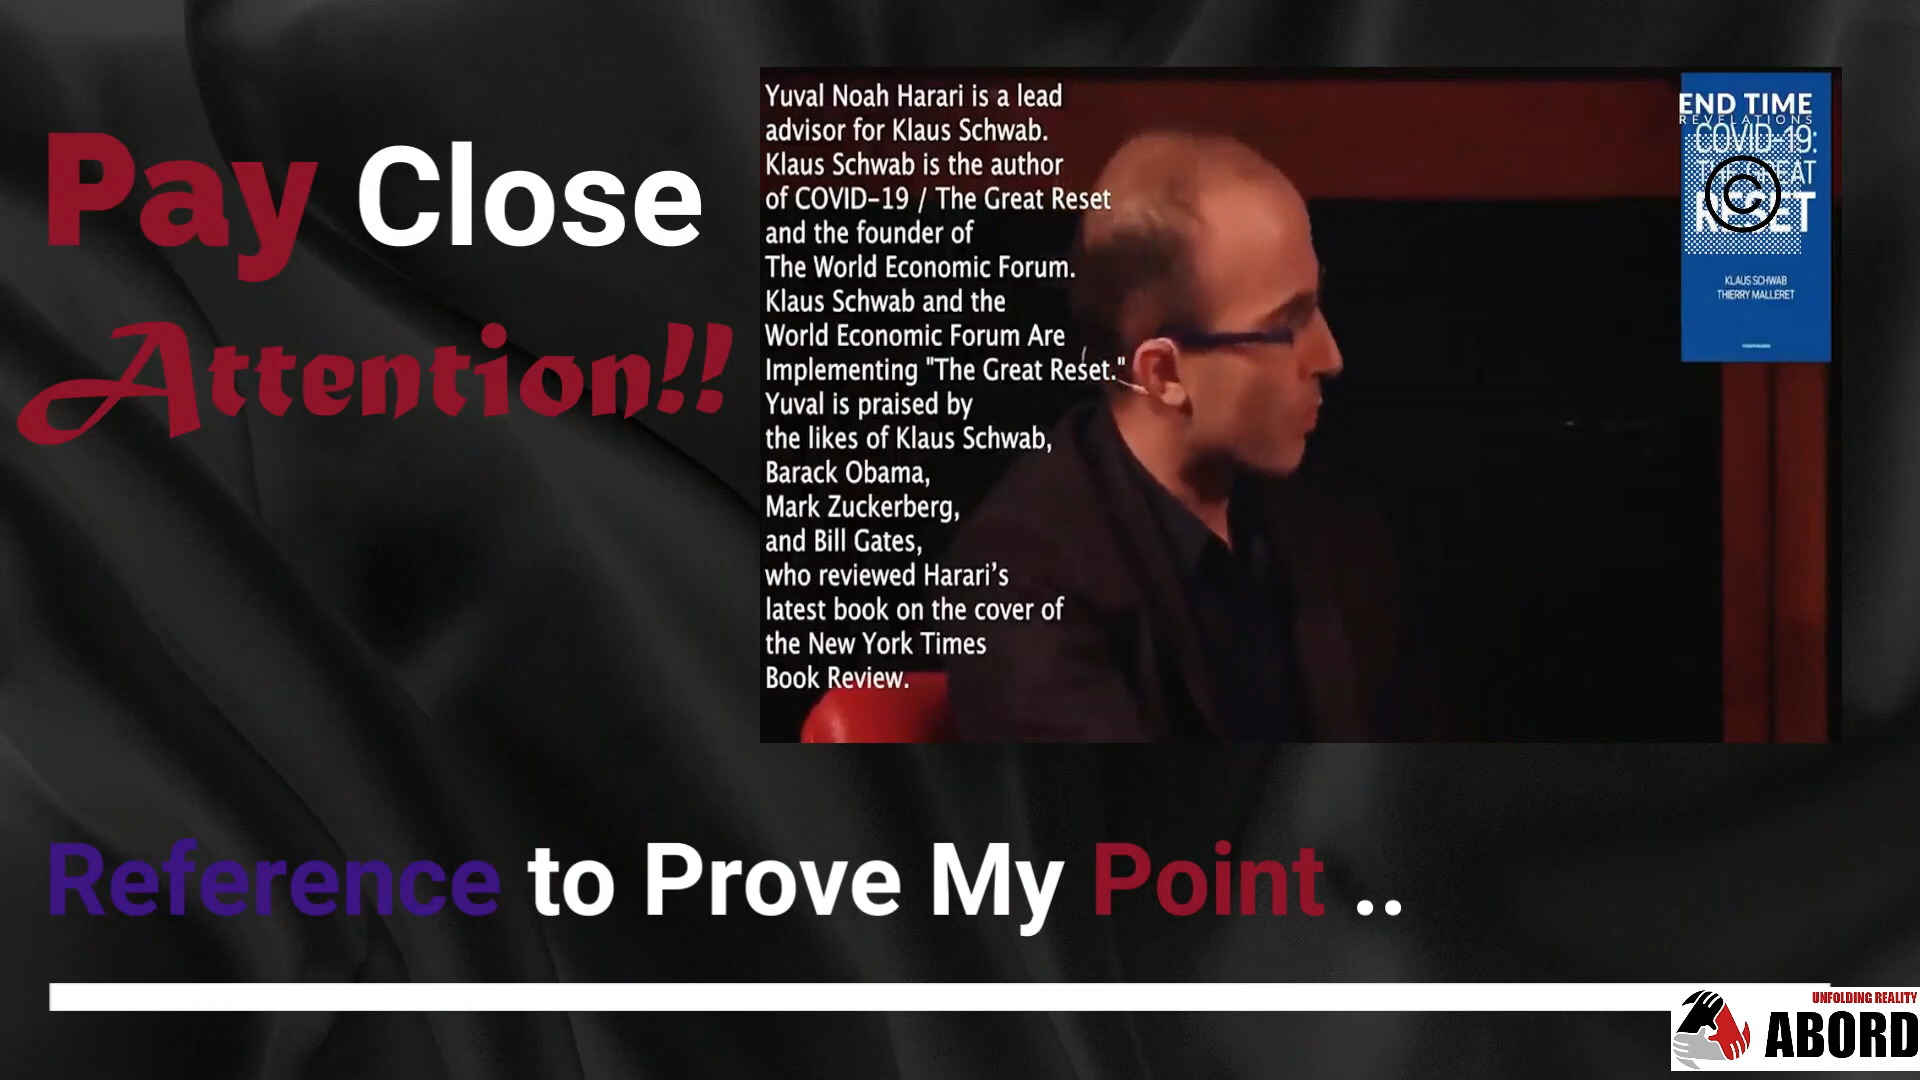 Pay Close
Attention!!
Yuval Noah Harari is a lead
advisor for Klaus Schwab.
Klaus Schwab is the author
of COVID-19 / The Great Reset
and the founder of
The World Economic Forum.
Klaus Schwab and the
World Economic Forum Are
Implementing "The Great Reset."
Yuval is praised by
the likes of Klaus Schwab,
Barack Obama,
Mark Zuckerberg,
and Bill Gates,
who reviewed Harari's
latest book on the cover of
the New York Times
Book Review.
END TIME
REVELATIONS
COVID-19:
THE GREAT
RESET
©
KLAUS SCHWAB
THIERRY MALLERET
Reference to Prove My Point ..
UNFOLDING REALITY
ABORD